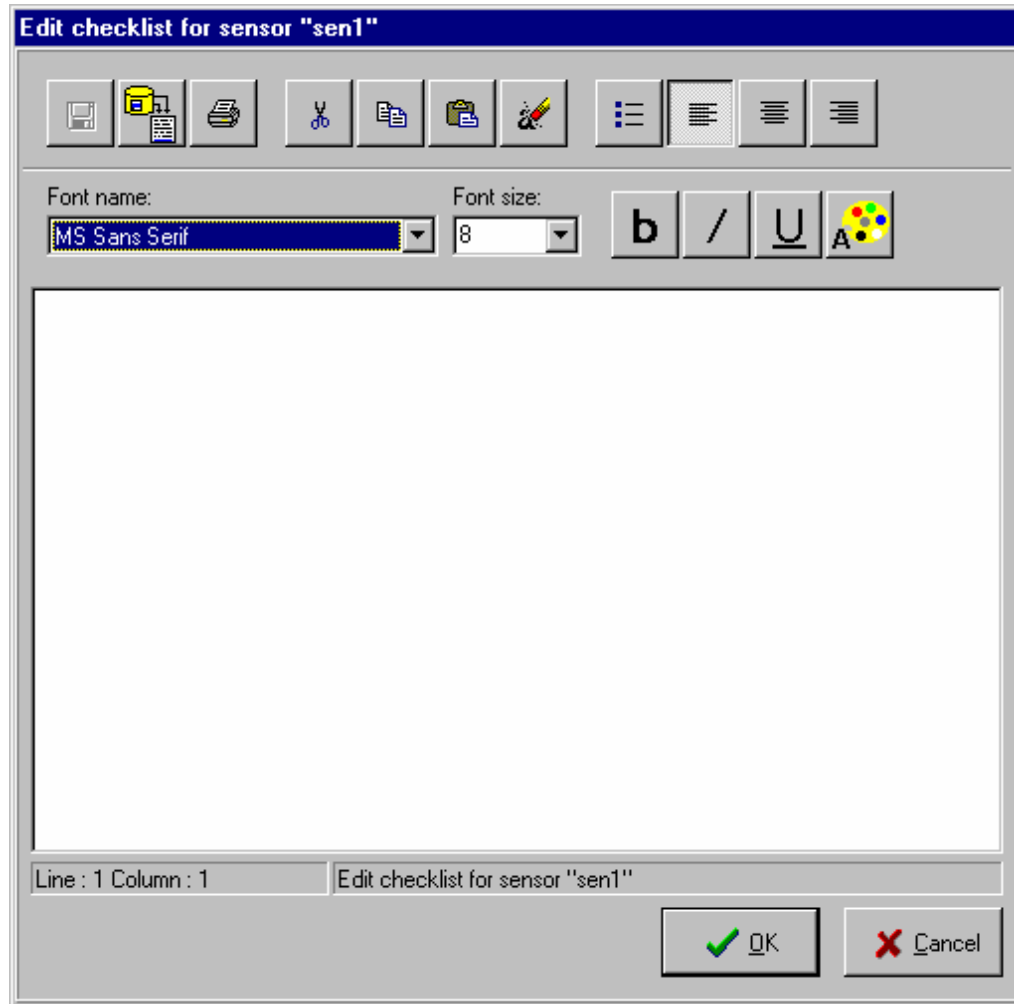 Edit checklist for sensor "sen1"
Font name:
Font size:
MS Sans Serif
8
b / U A
Line : 1 Column : 1
Edit checklist for sensor "sen1"
OK
Cancel